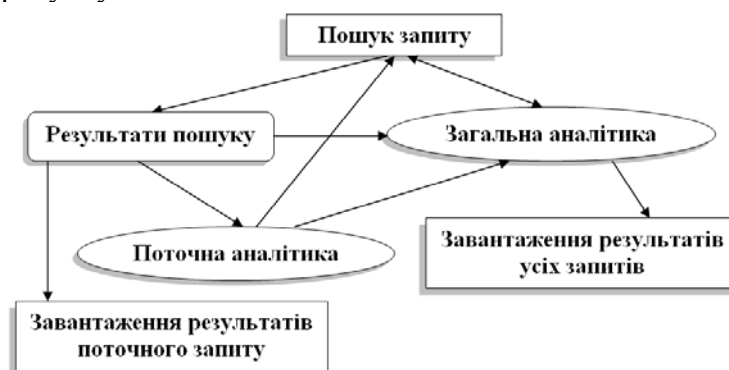 Пошук запиту
Результати пошуку
Загальна аналітика
Поточна аналітика
Завантаження результатів
усіх запитів
Завантаження результатів
поточного запиту